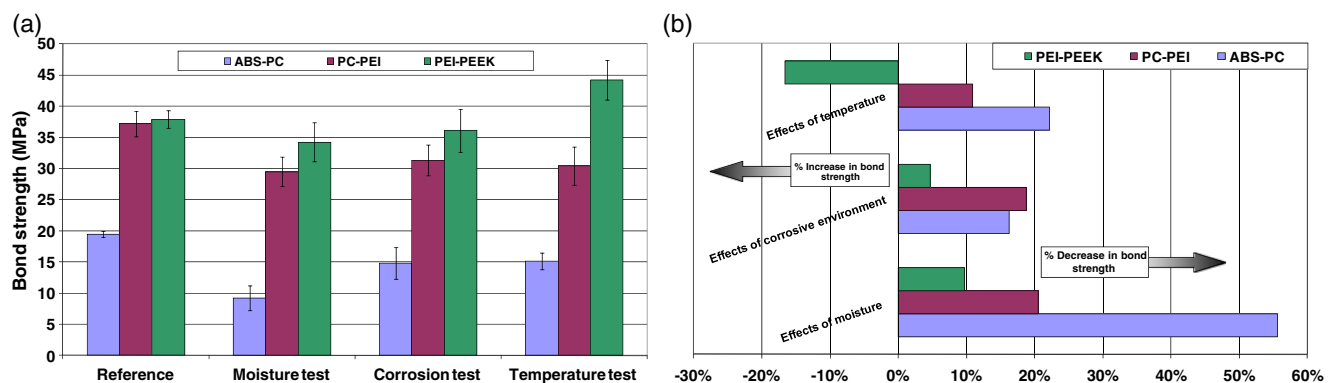 (a)
50
45
40
35
30
25
20
15
10
5
0
Bond strength (MPa)
ABS-PC PC-PEI PEI-PEEK
Reference Moisture test Corrosion test Temperature test
(b)
PEI-PEEK PC-PEI ABS-PC
Effects of temperature
% Increase in bond
strength
Effects of corrosive environment
% Decrease in bond
strength
Effects of moisture
-30% -20% -10% 0% 10% 20% 30% 40% 50% 60%